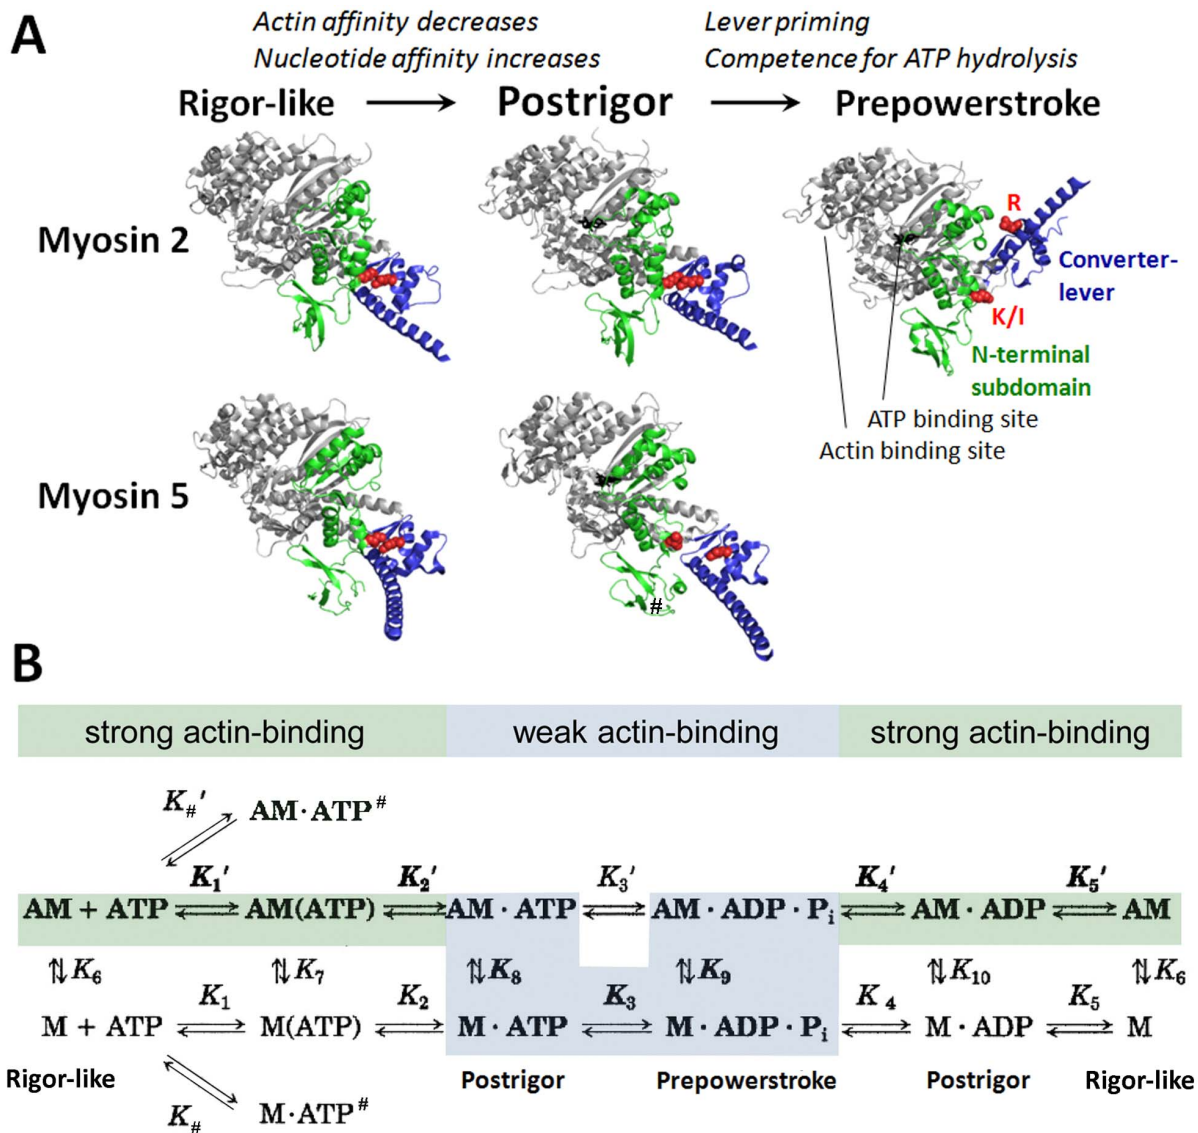 A
Actin affinity decreases
Nucleotide affinity increases
Lever priming
Competence for ATP hydrolysis
Rigor-like
Postrigor
Prepowerstroke
Myosin 2
R
Converter-
lever
K/I
N-terminal
subdomain
ATP binding site
Actin binding site
Myosin 5
#
B
strong actin-binding
weak actin-binding
strong actin-binding
K#'
AM·ATP#
K1' K2' K3' K4' K5'
AM + ATP ⇌ AM(ATP) ⇌ AM·ATP ⇌ AM·ADP·Pi ⇌ AM·ADP ⇌ AM
⇌K6 ⇌K7 ⇌K8 ⇌K9 ⇌K10 ⇌K6
K1 K2 K3 K4 K5
M + ATP ⇌ M(ATP) ⇌ M·ATP ⇌ M·ADP·Pi ⇌ M·ADP ⇌ M
Rigor-like Postrigor Prepowerstroke Postrigor Rigor-like
K# M·ATP#